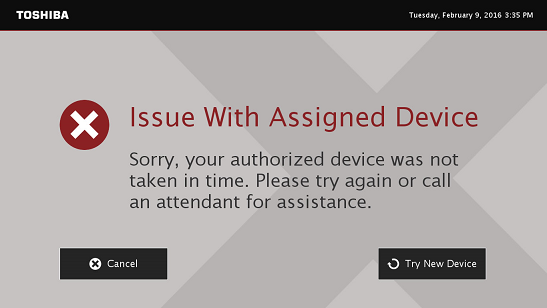 TOSHIBA
Tuesday, February 9, 2016 3:35 PM
Issue With Assigned Device
Sorry, your authorized device was not
taken in time. Please try again or call
an attendant for assistance.
Cancel
Try New Device